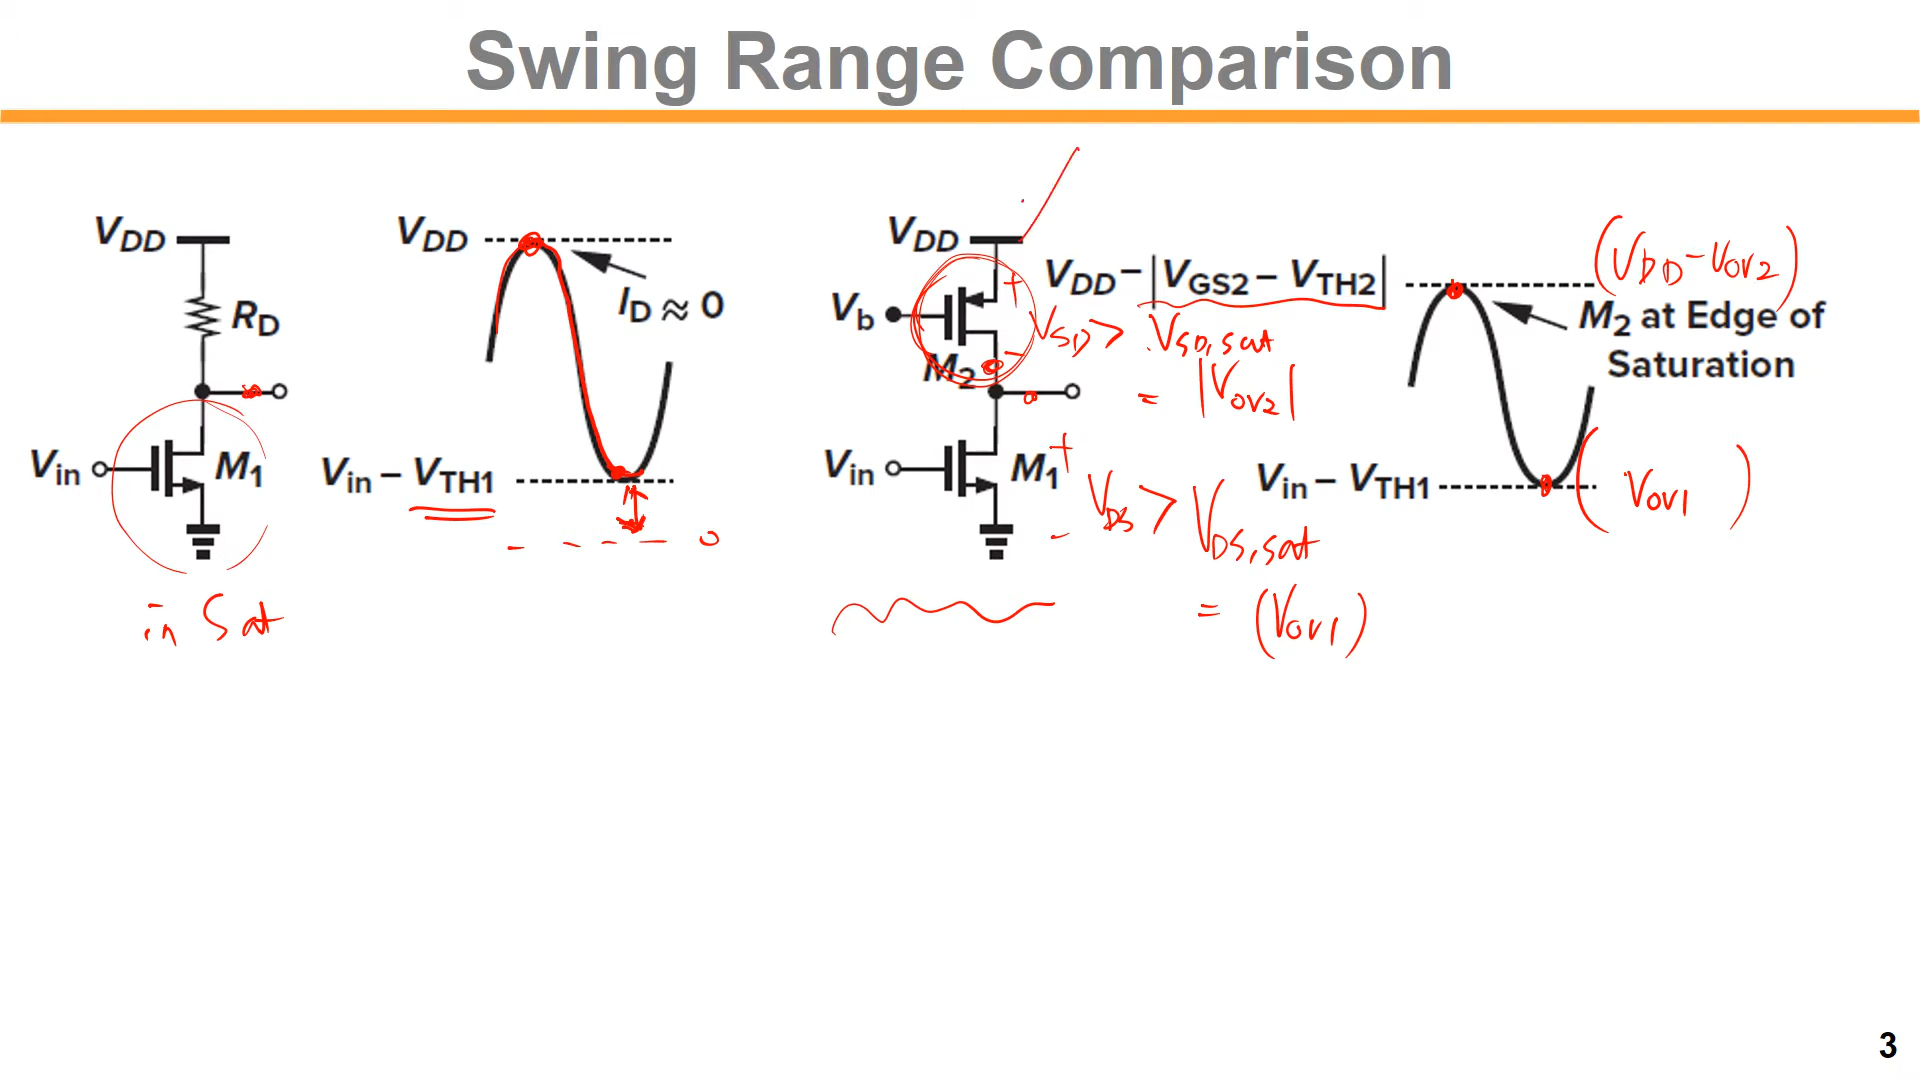 Swing Range Comparison
VDD
RD
Vin
M1
in Sat
VDD
ID ≈ 0
Vin – VTH1
0
VDD
Vb
M2
+
-
Vin
M1
+
-
VDD – |VGS2 – VTH2|
VSD > VSD,sat
= |VOV2|
VDS > VDS,sat
= (VOV1)
(VDD - VOV2)
M2 at Edge of
Saturation
Vin – VTH1
(VOV1)
3